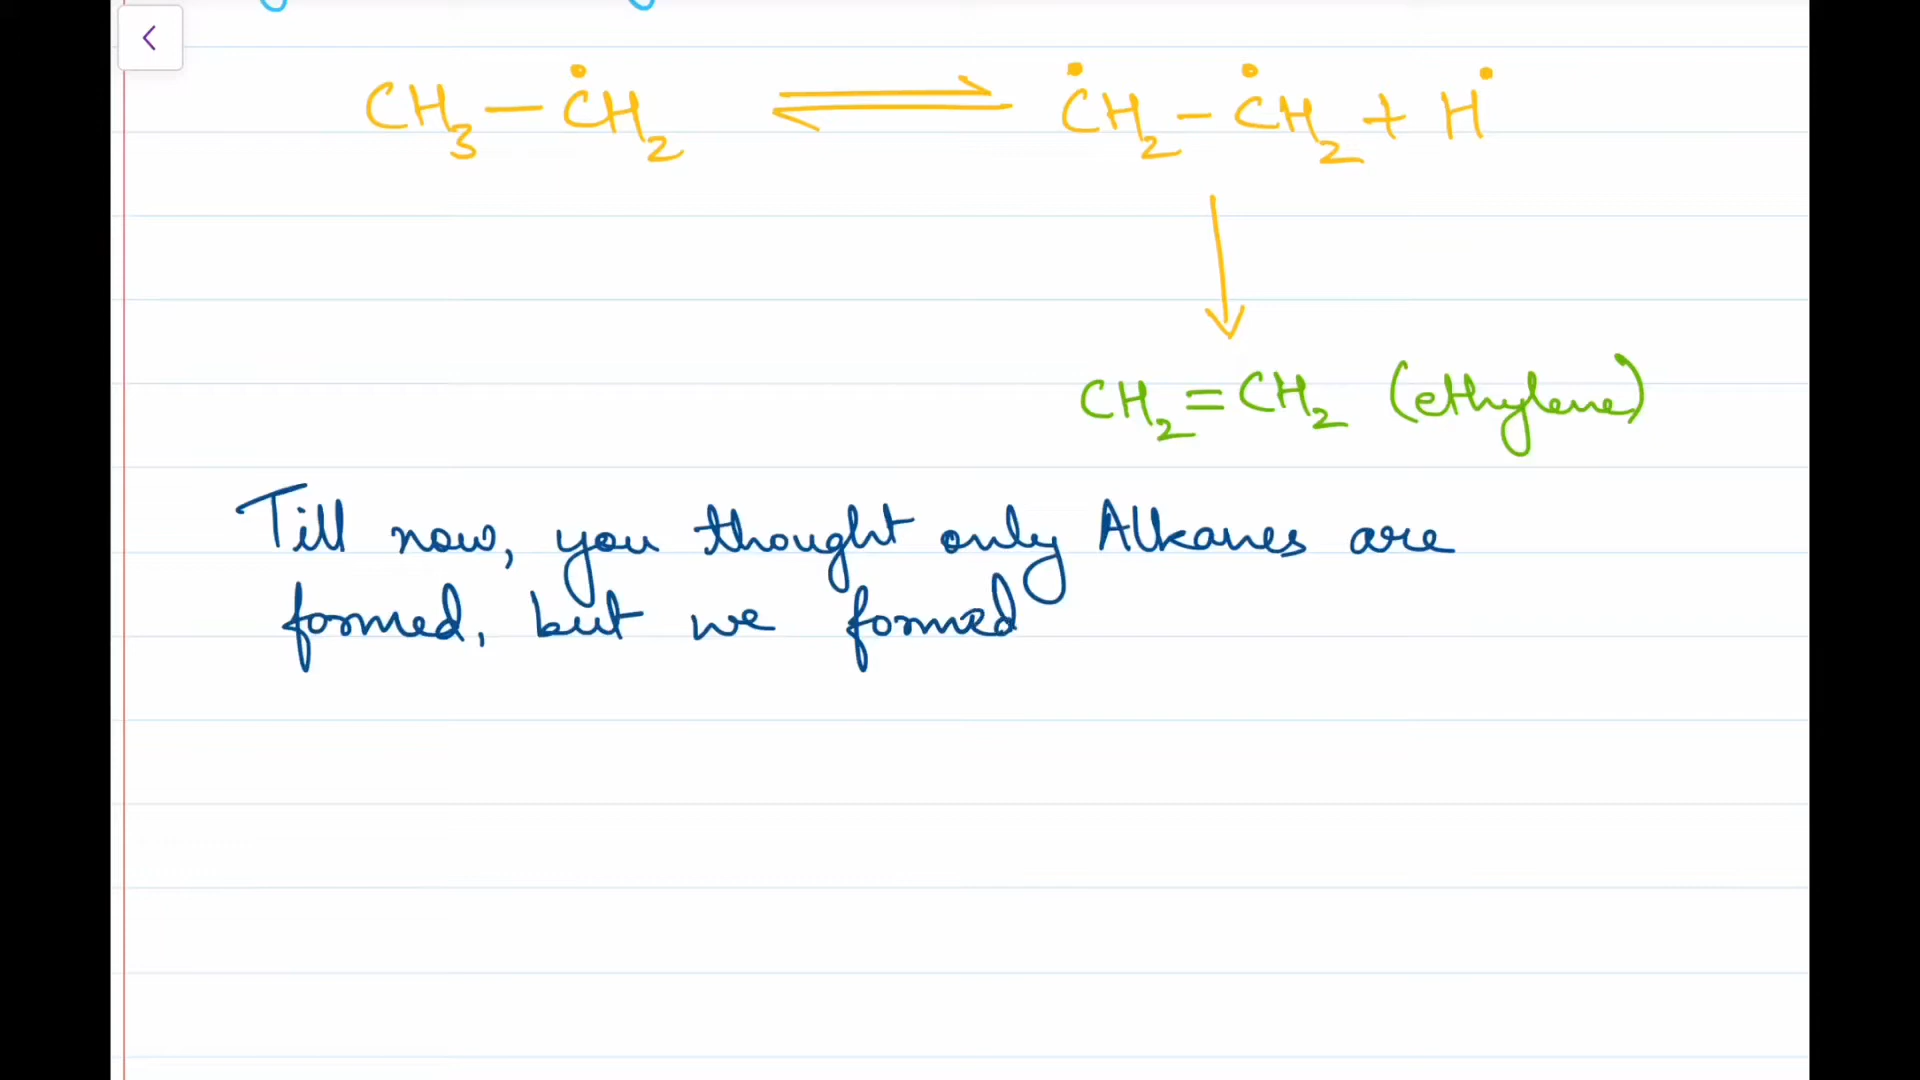 CH₃—ĊH₂ ⇌ ĊH₂—ĊH₂ + Ḣ
↓
CH₂=CH₂ (ethylene)
Till now, you thought only Alkanes are
formed, but we formed